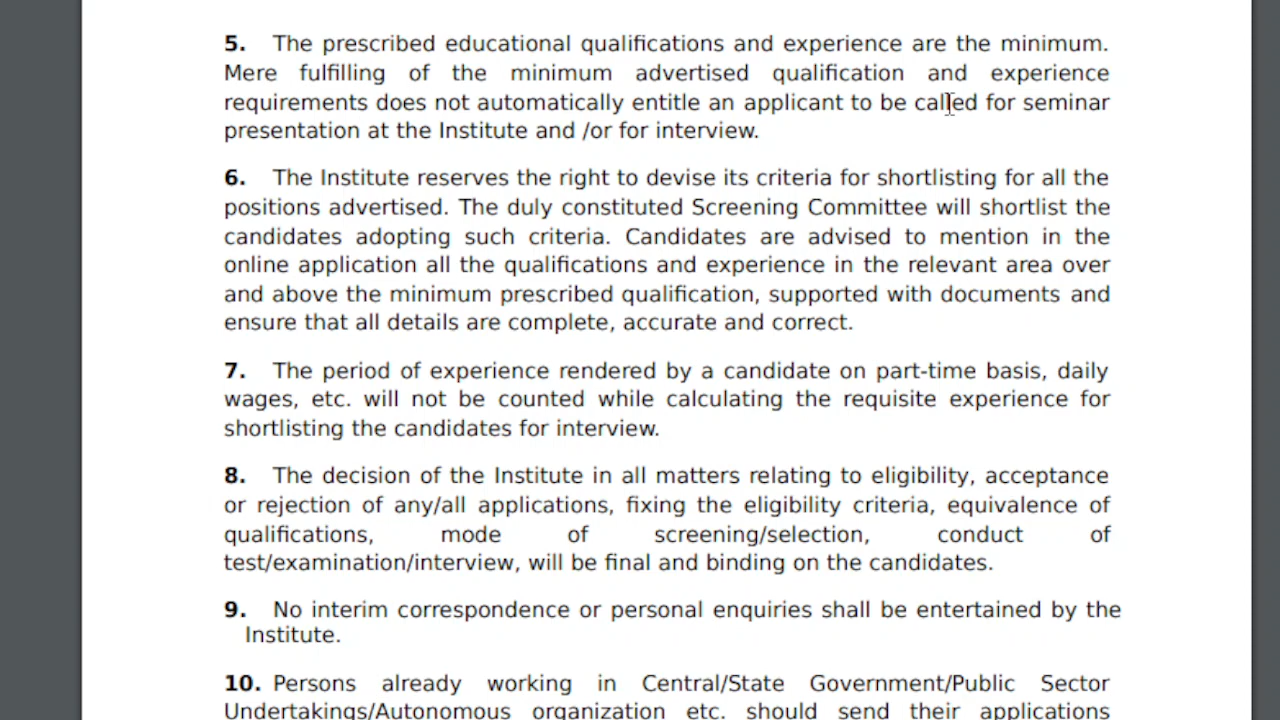 5. The prescribed educational qualifications and experience are the minimum.
Mere fulfilling of the minimum advertised qualification and experience
requirements does not automatically entitle an applicant to be called for seminar
presentation at the Institute and /or for interview.
6. The Institute reserves the right to devise its criteria for shortlisting for all the
positions advertised. The duly constituted Screening Committee will shortlist the
candidates adopting such criteria. Candidates are advised to mention in the
online application all the qualifications and experience in the relevant area over
and above the minimum prescribed qualification, supported with documents and
ensure that all details are complete, accurate and correct.
7. The period of experience rendered by a candidate on part-time basis, daily
wages, etc. will not be counted while calculating the requisite experience for
shortlisting the candidates for interview.
8. The decision of the Institute in all matters relating to eligibility, acceptance
or rejection of any/all applications, fixing the eligibility criteria, equivalence of
qualifications, mode of screening/selection, conduct of
test/examination/interview, will be final and binding on the candidates.
9. No interim correspondence or personal enquiries shall be entertained by the
Institute.
10. Persons already working in Central/State Government/Public Sector
Undertakings/Autonomous organization etc. should send their applications